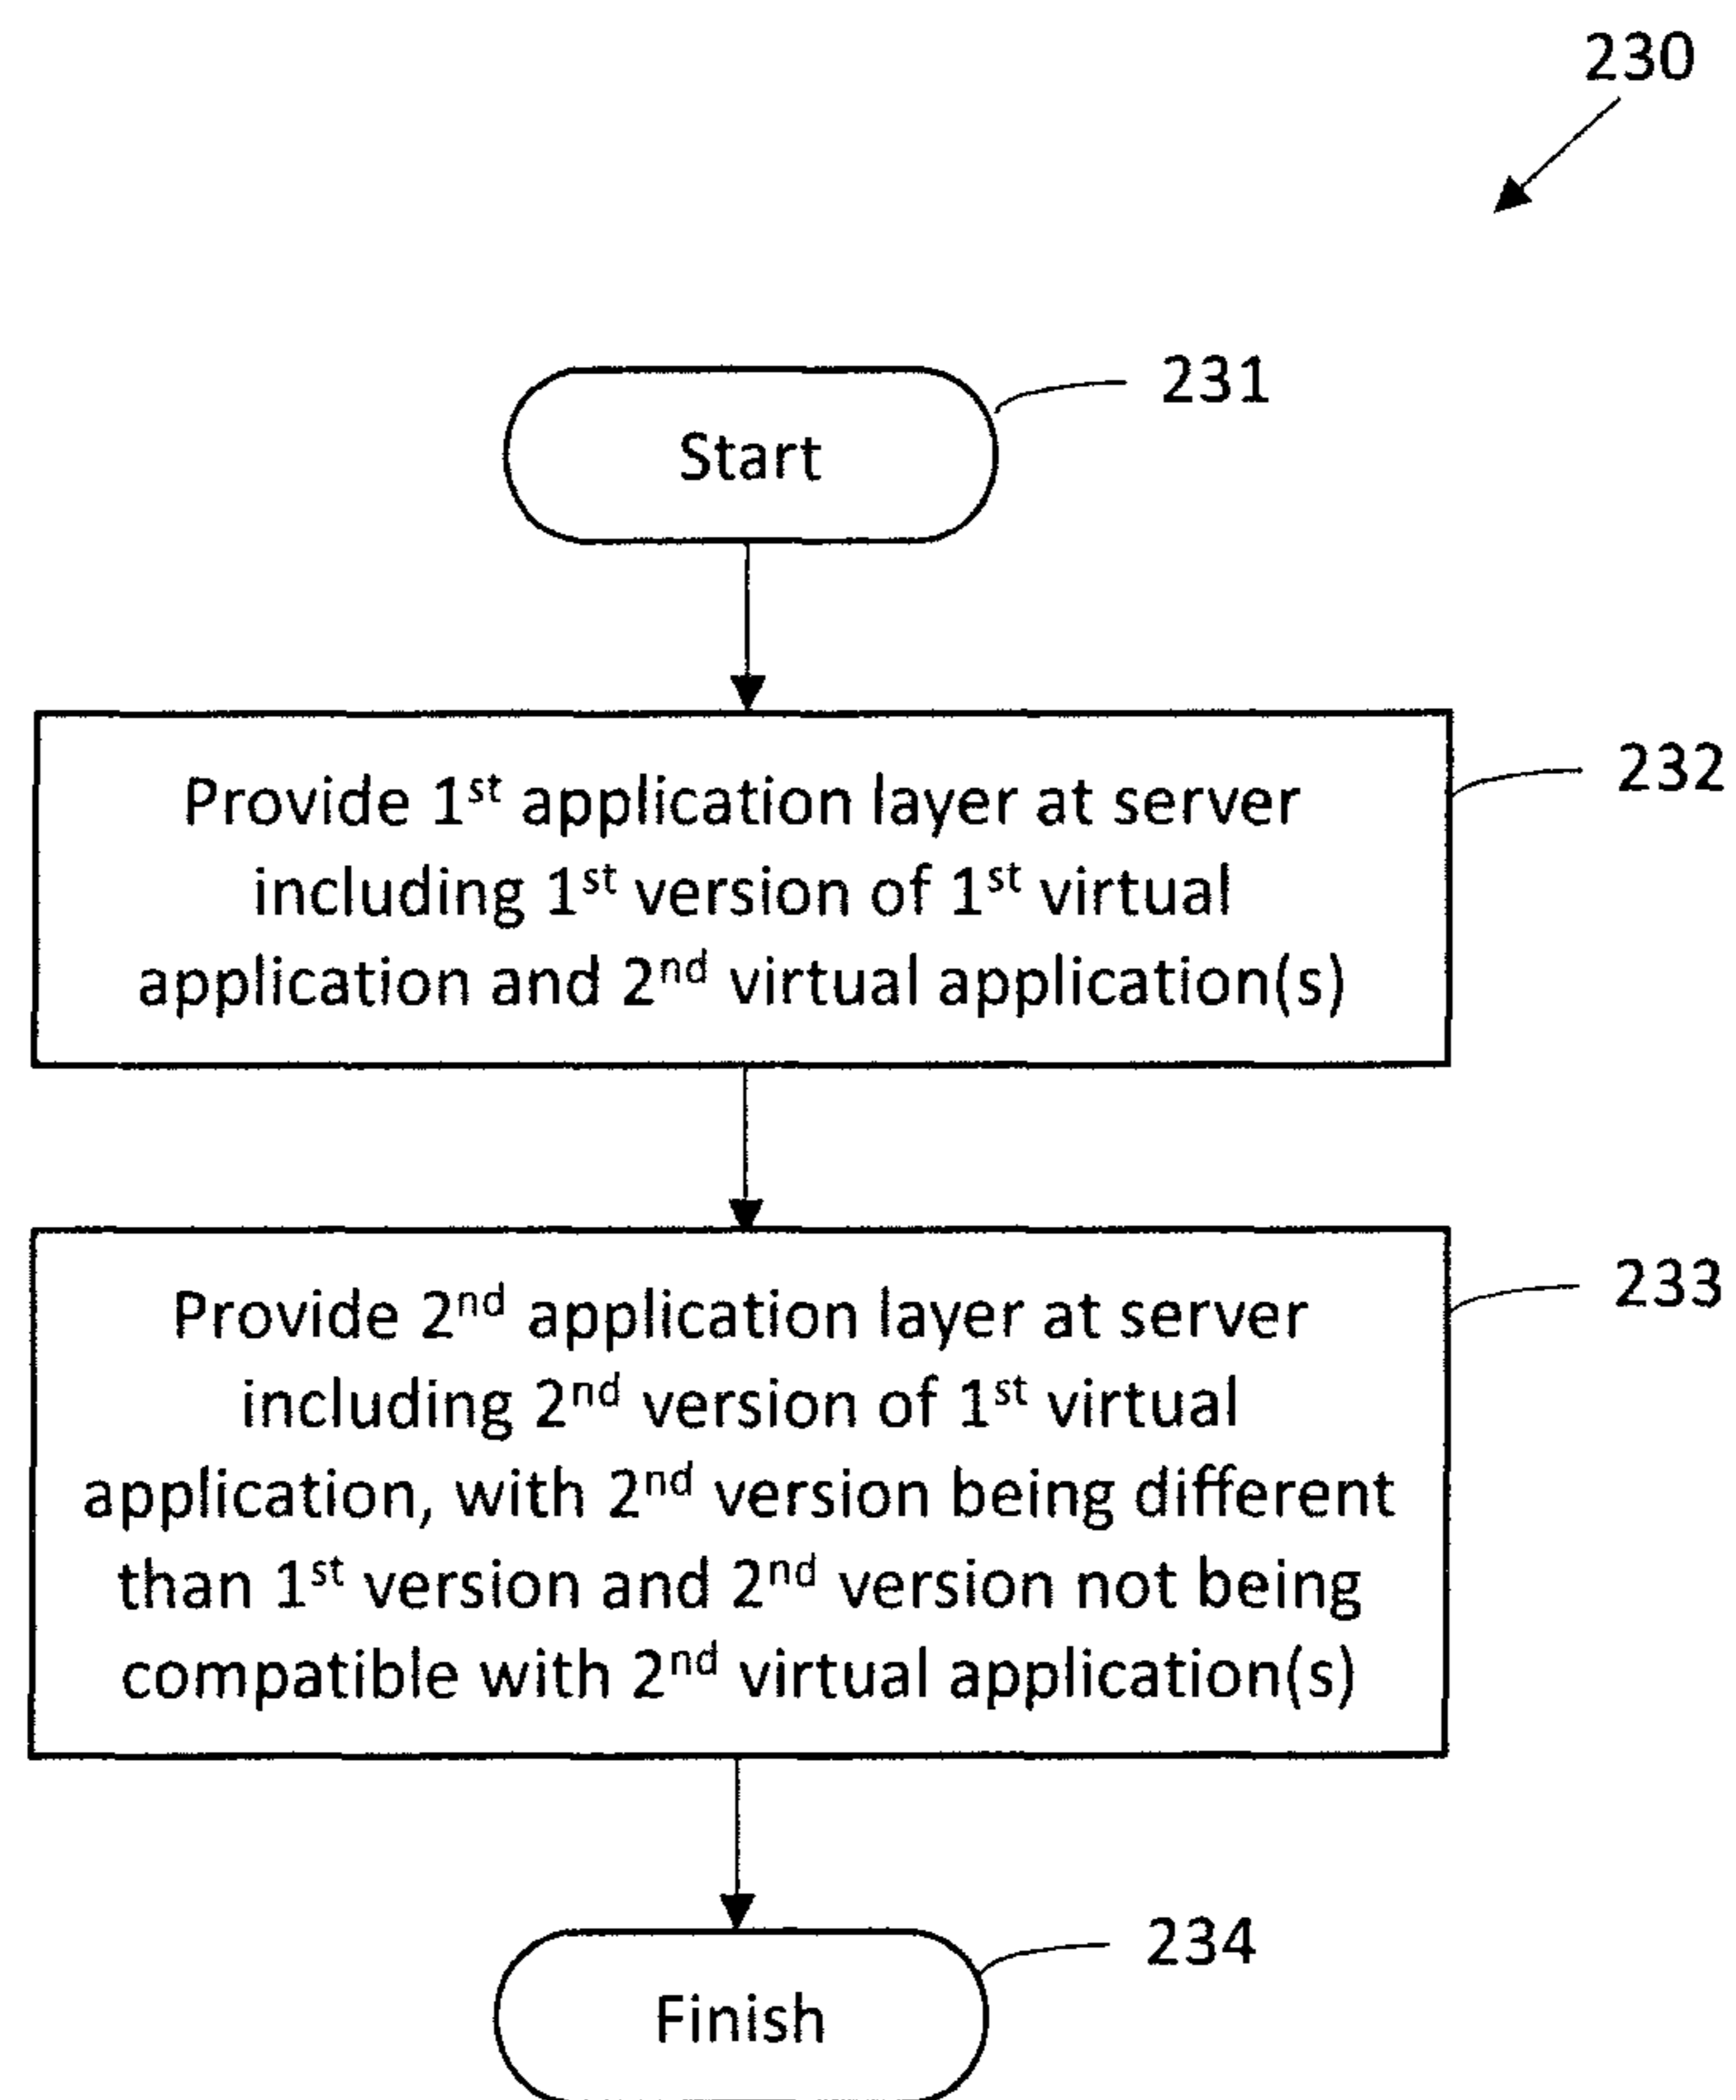 230
231
Start
232
Provide 1st application layer at server
including 1st version of 1st virtual
application and 2nd virtual application(s)
233
Provide 2nd application layer at server
including 2nd version of 1st virtual
application, with 2nd version being different
than 1st version and 2nd version not being
compatible with 2nd virtual application(s)
234
Finish